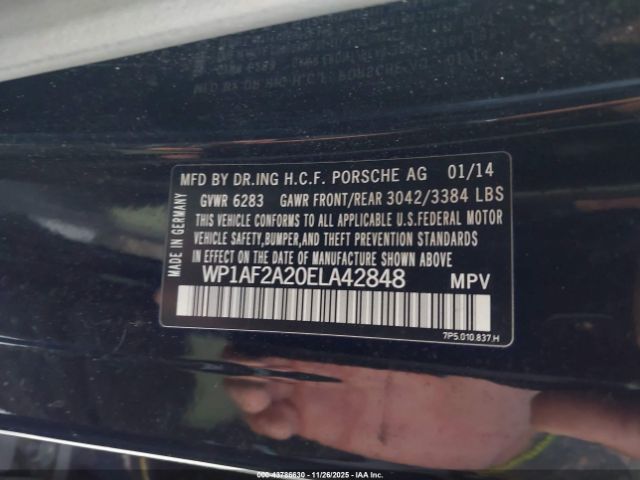 MFD BY DR.ING H.C.F. PORSCHE AG 01/14
GVWR 6283 GAWR FRONT/REAR 3042/3384 LBS
THIS VEHICLE CONFORMS TO ALL APPLICABLE U.S.FEDERAL MOTOR
VEHICLE SAFETY,BUMPER,AND THEFT PREVENTION STANDARDS
IN EFFECT ON THE DATE OF MANUFACTURE SHOWN ABOVE
MADE IN GERMANY
WP1AF2A20ELA42848 MPV
7P5.010.837.H
000-43786630 - 11/26/2025 - IAA Inc.